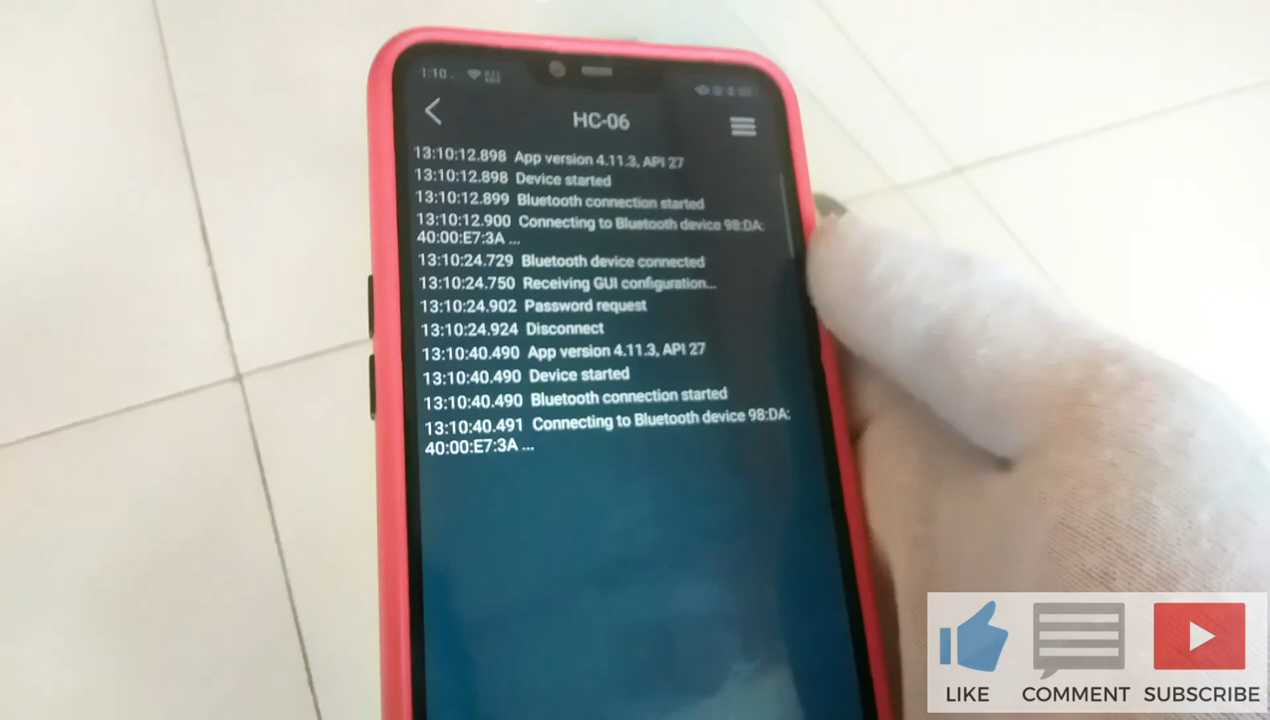 1:10
HC-06
13:10:12.898 App version 4.11.3, API 27
13:10:12.898 Device started
13:10:12.899 Bluetooth connection started
13:10:12.900 Connecting to Bluetooth device 98:DA:
40:00:E7:3A ...
13:10:24.729 Bluetooth device connected
13:10:24.750 Receiving GUI configuration...
13:10:24.902 Password request
13:10:24.924 Disconnect
13:10:40.490 App version 4.11.3, API 27
13:10:40.490 Device started
13:10:40.490 Bluetooth connection started
13:10:40.491 Connecting to Bluetooth device 98:DA:
40:00:E7:3A ...
LIKE COMMENT SUBSCRIBE